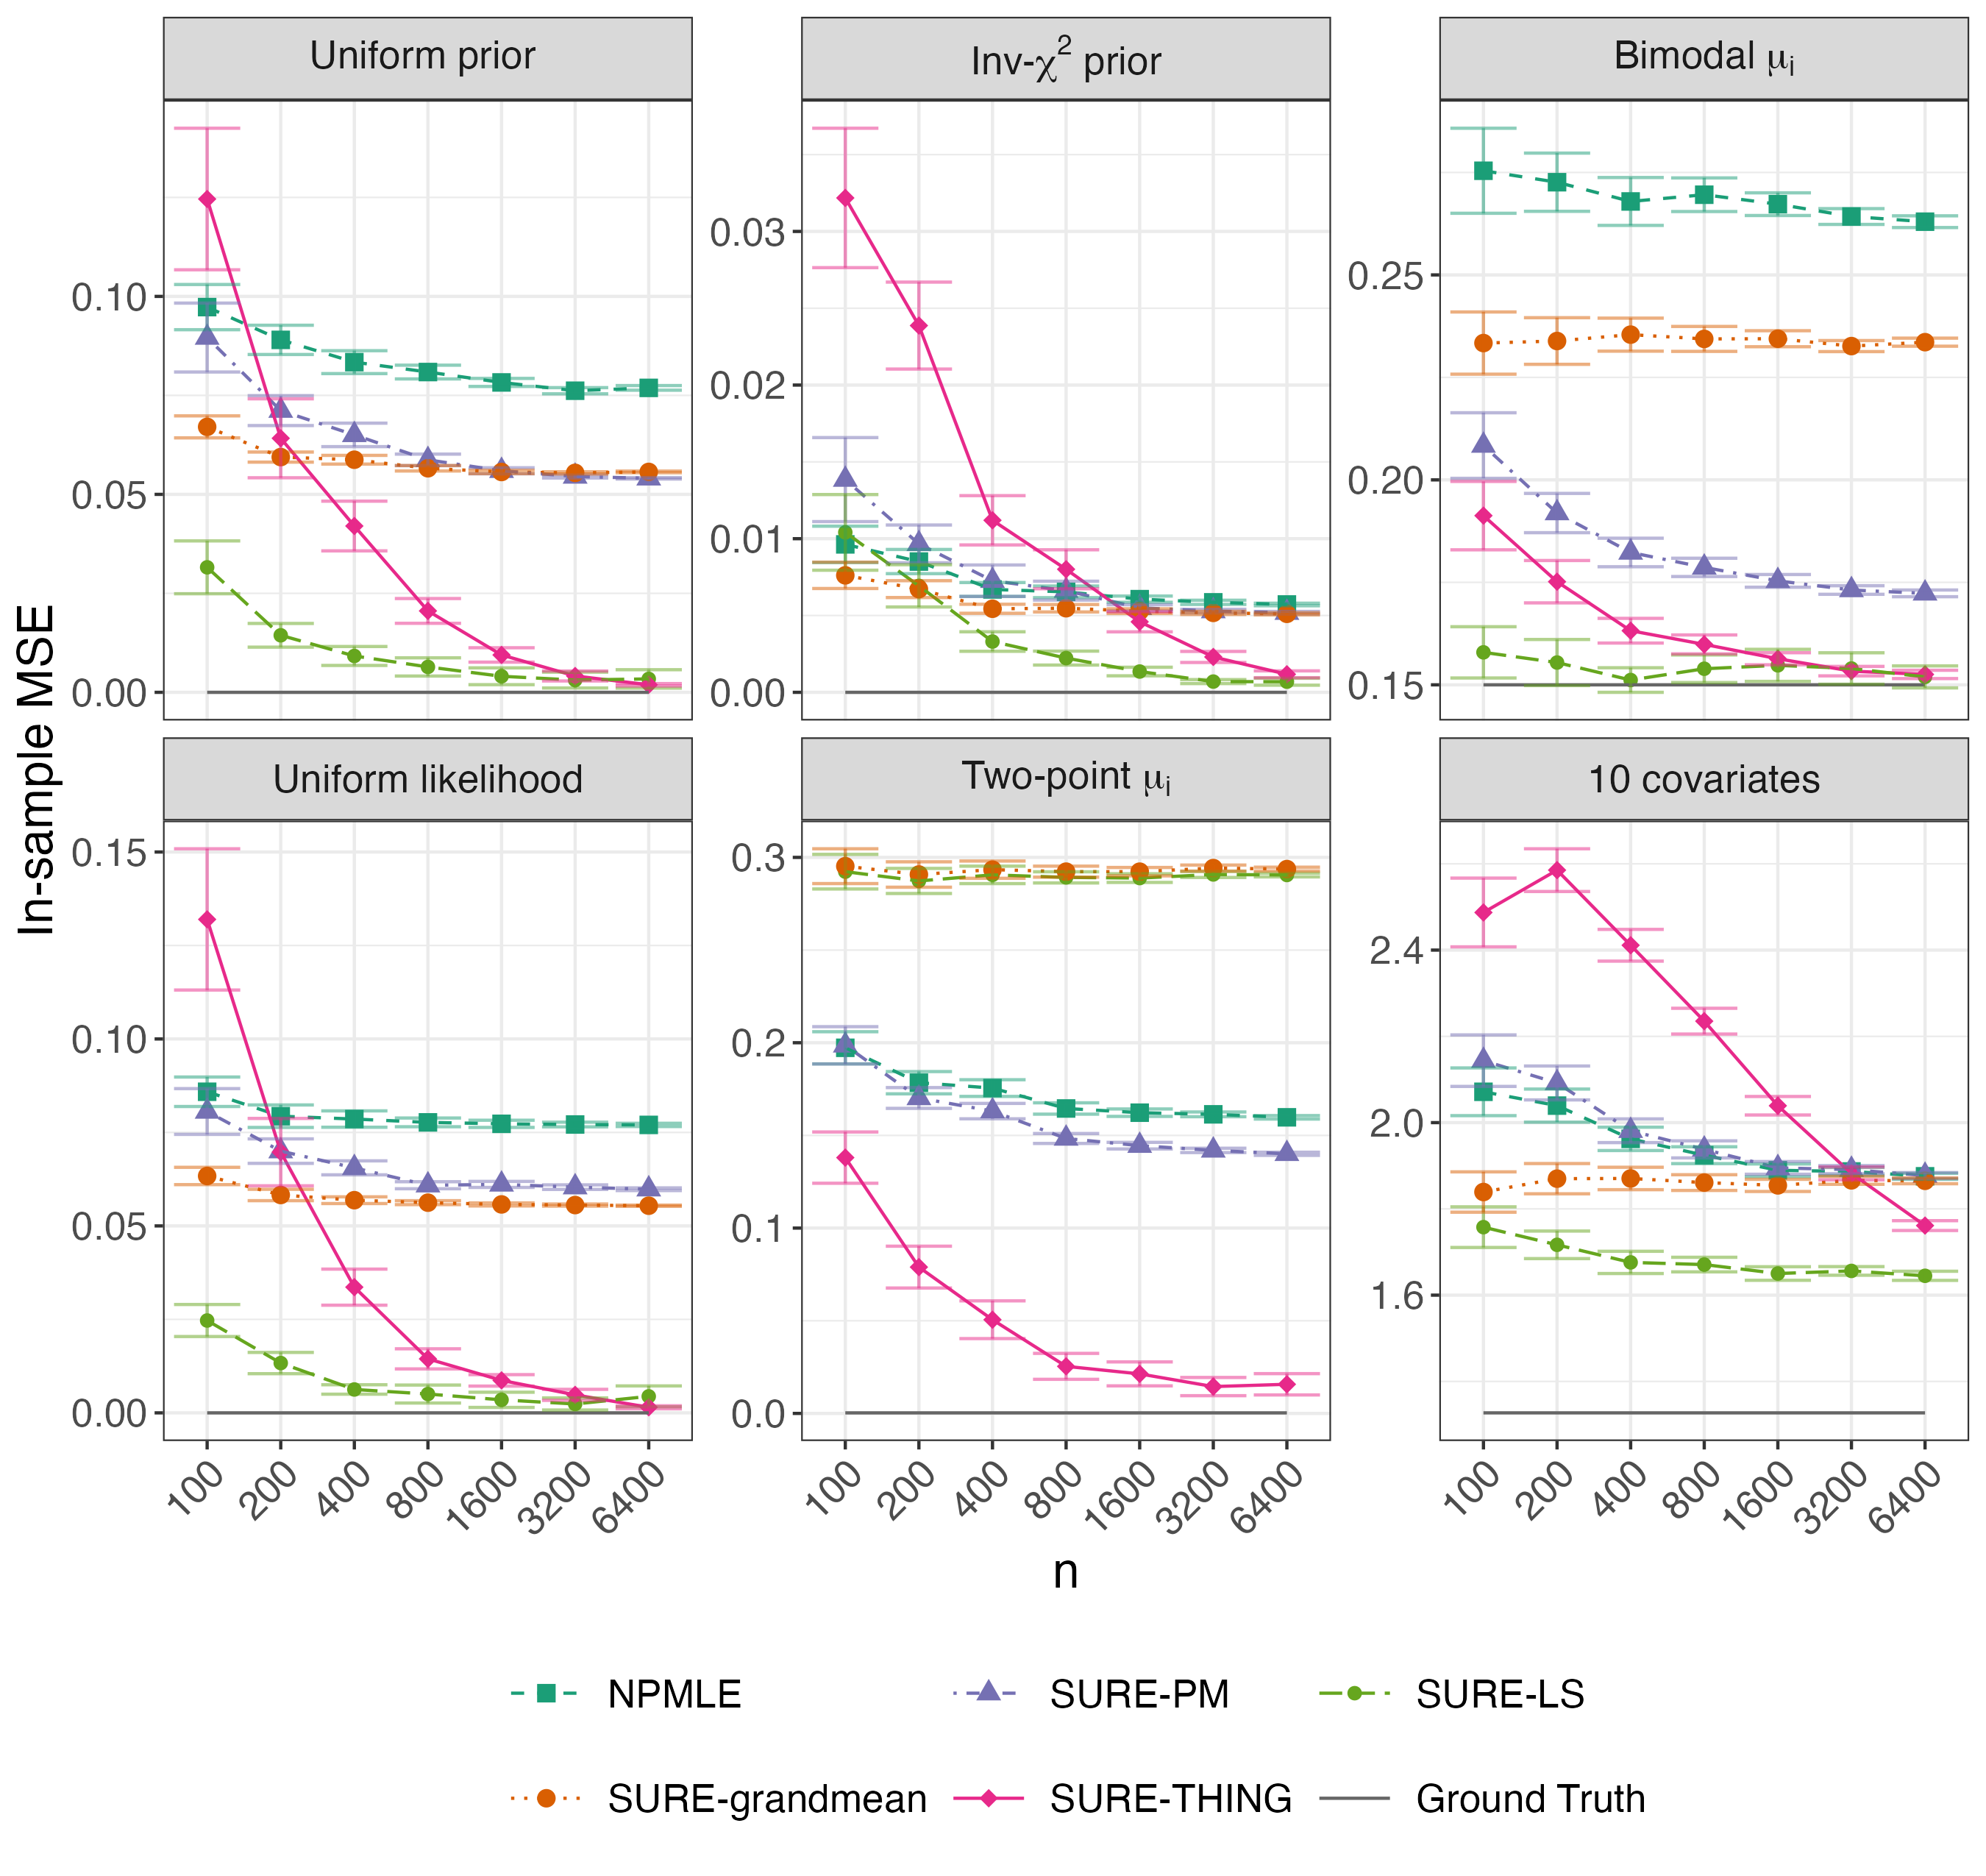 Uniform prior
Inv-χ² prior
Bimodal μᵢ
0.10
0.05
0.00
0.03
0.02
0.01
0.00
0.25
0.20
0.15
In-sample MSE
Uniform likelihood
Two-point μᵢ
10 covariates
0.15
0.10
0.05
0.00
0.3
0.2
0.1
0.0
2.4
2.0
1.6
100 200 400 800 1600 3200 6400
100 200 400 800 1600 3200 6400
100 200 400 800 1600 3200 6400
n
NPMLE SURE-PM SURE-LS
SURE-grandmean SURE-THING Ground Truth